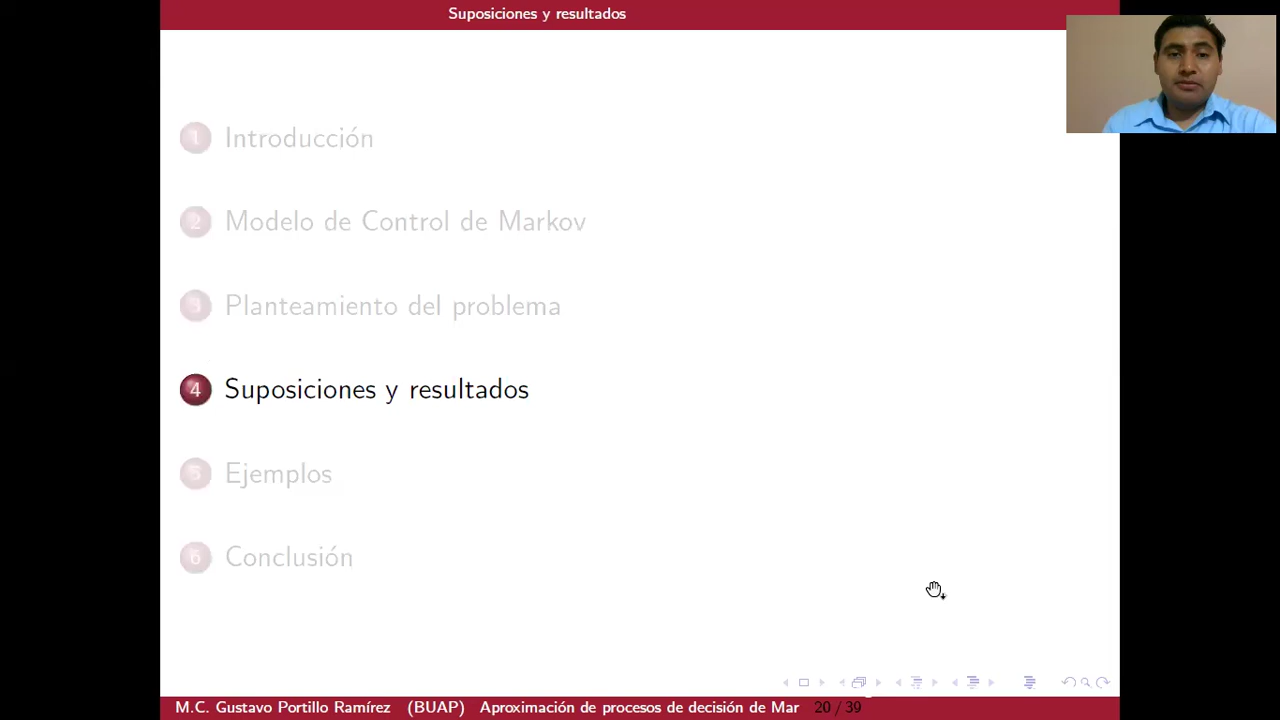 Suposiciones y resultados
1 Introducción
2 Modelo de Control de Markov
3 Planteamiento del problema
4 Suposiciones y resultados
5 Ejemplos
6 Conclusión
M.C. Gustavo Portillo Ramírez (BUAP) Aproximación de procesos de decisión de Mar 20 / 39